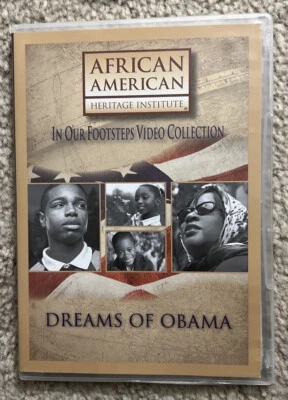 AFRICAN
AMERICAN
HERITAGE INSTITUTE
IN OUR FOOTSTEPS VIDEO COLLECTION
DREAMS OF OBAMA